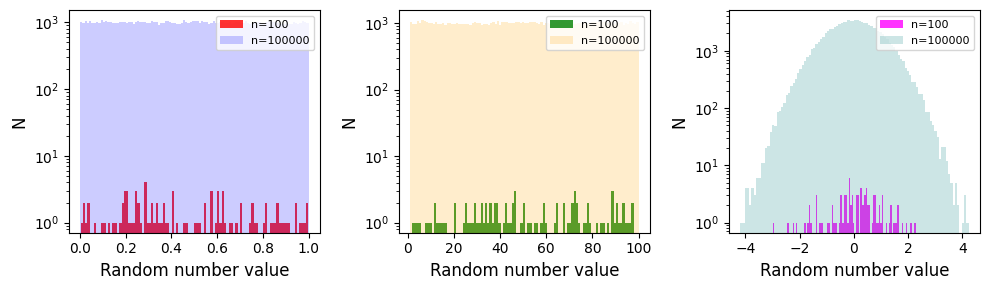 10³
10²
10¹
10⁰
N
0.0 0.2 0.4 0.6 0.8 1.0
Random number value
n=100
n=100000
10³
10²
10¹
10⁰
N
0 20 40 60 80 100
Random number value
n=100
n=100000
10³
10²
10¹
10⁰
N
−4 −2 0 2 4
Random number value
n=100
n=100000